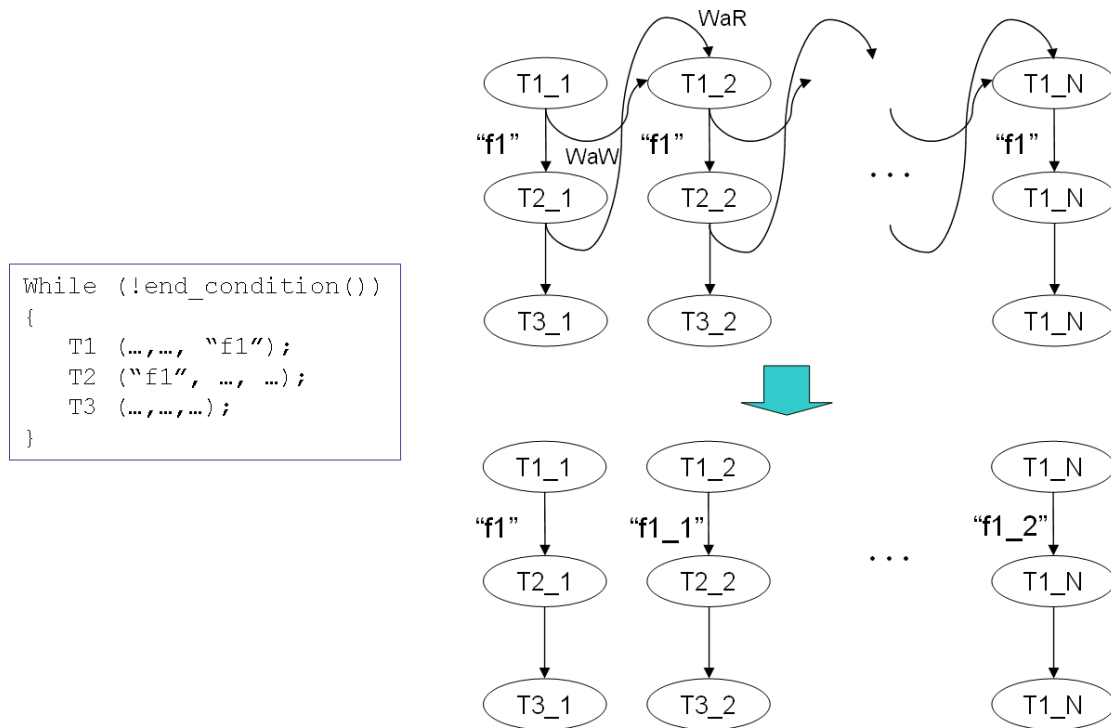 While (!end_condition())
{
T1 (…,…, “f1”);
T2 (“f1”, …, …);
T3 (…,…,…);
}
WaR
T1_1 T1_2 T1_N
“f1” “f1” “f1”
WaW
T2_1 T2_2 ... T1_N
T3_1 T3_2 T1_N
T1_1 T1_2 T1_N
“f1” “f1_1” “f1_2”
T2_1 T2_2 ... T1_N
T3_1 T3_2 T1_N